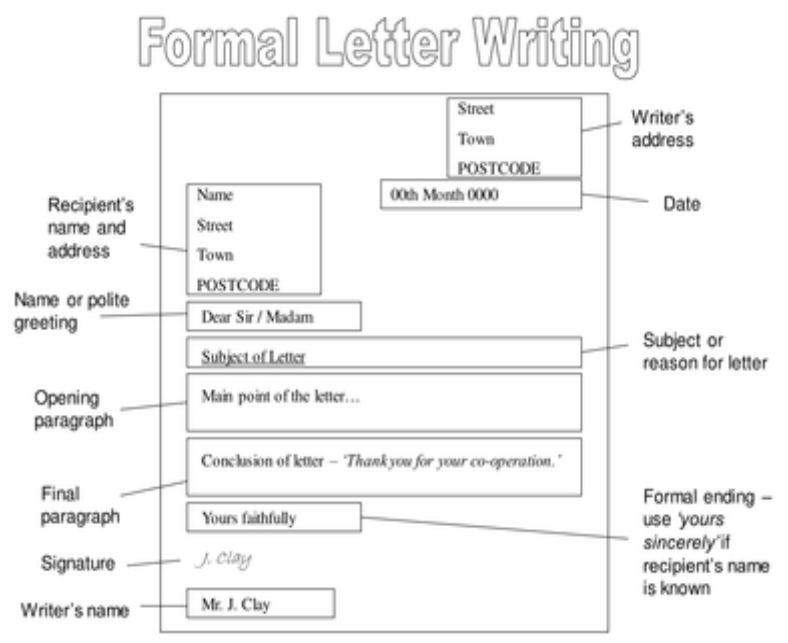 Formal Letter Writing
Street
Town
POSTCODE
Writer's
address
00th Month 0000
Date
Recipient's
name and
address
Name
Street
Town
POSTCODE
Name or polite
greeting
Dear Sir / Madam
Subject of Letter
Subject or
reason for letter
Opening
paragraph
Main point of the letter…
Final
paragraph
Conclusion of letter – 'Thank you for your co-operation.'
Yours faithfully
Formal ending –
use 'yours
sincerely' if
recipient's name
is known
Signature
J. Clay
Writer's name
Mr. J. Clay